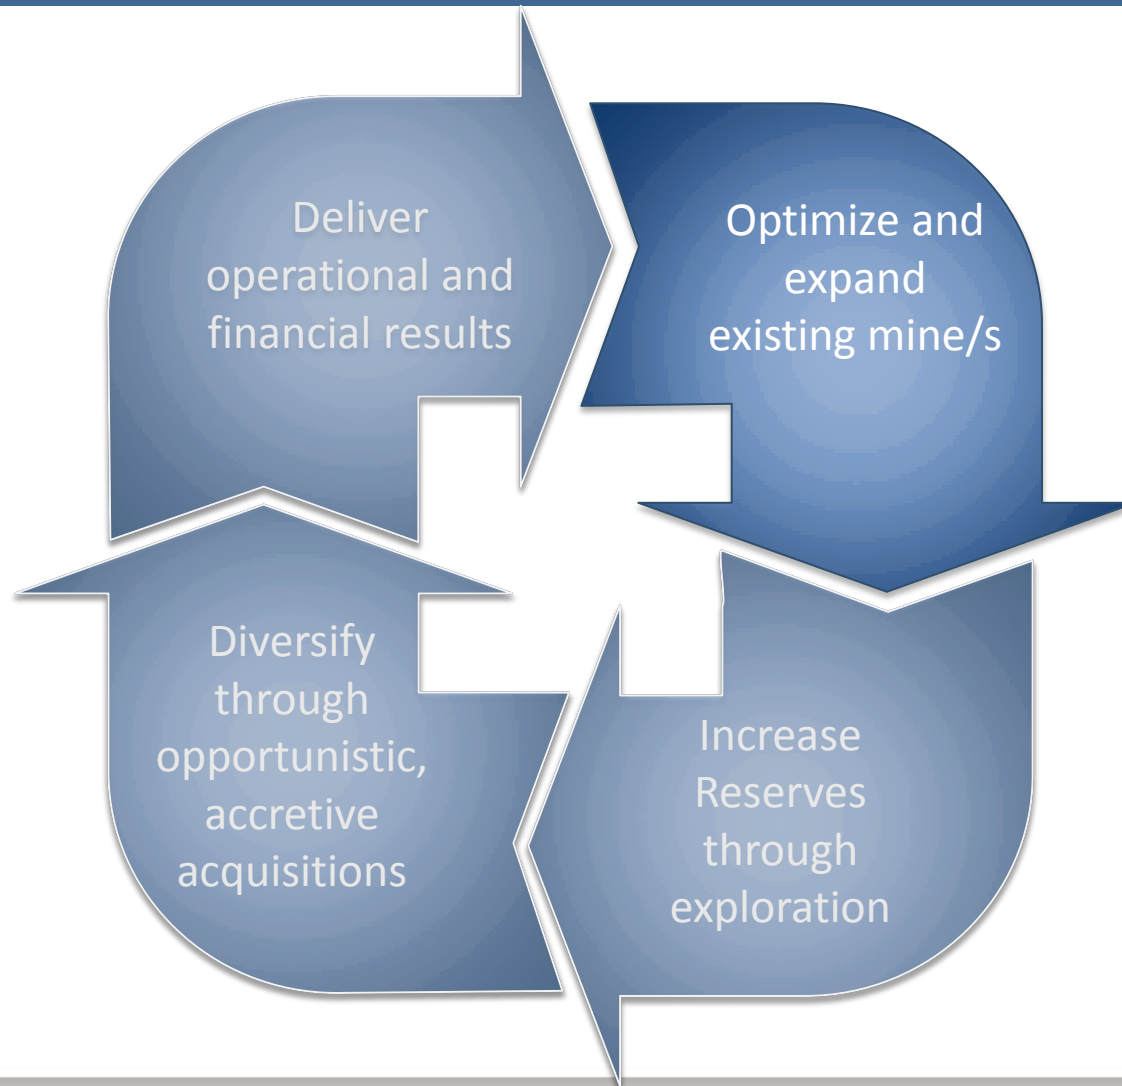 Deliver
operational and
financial results
Optimize and
expand
existing mine/s
Increase
Reserves
through
exploration
Diversify
through
opportunistic,
accretive
acquisitions